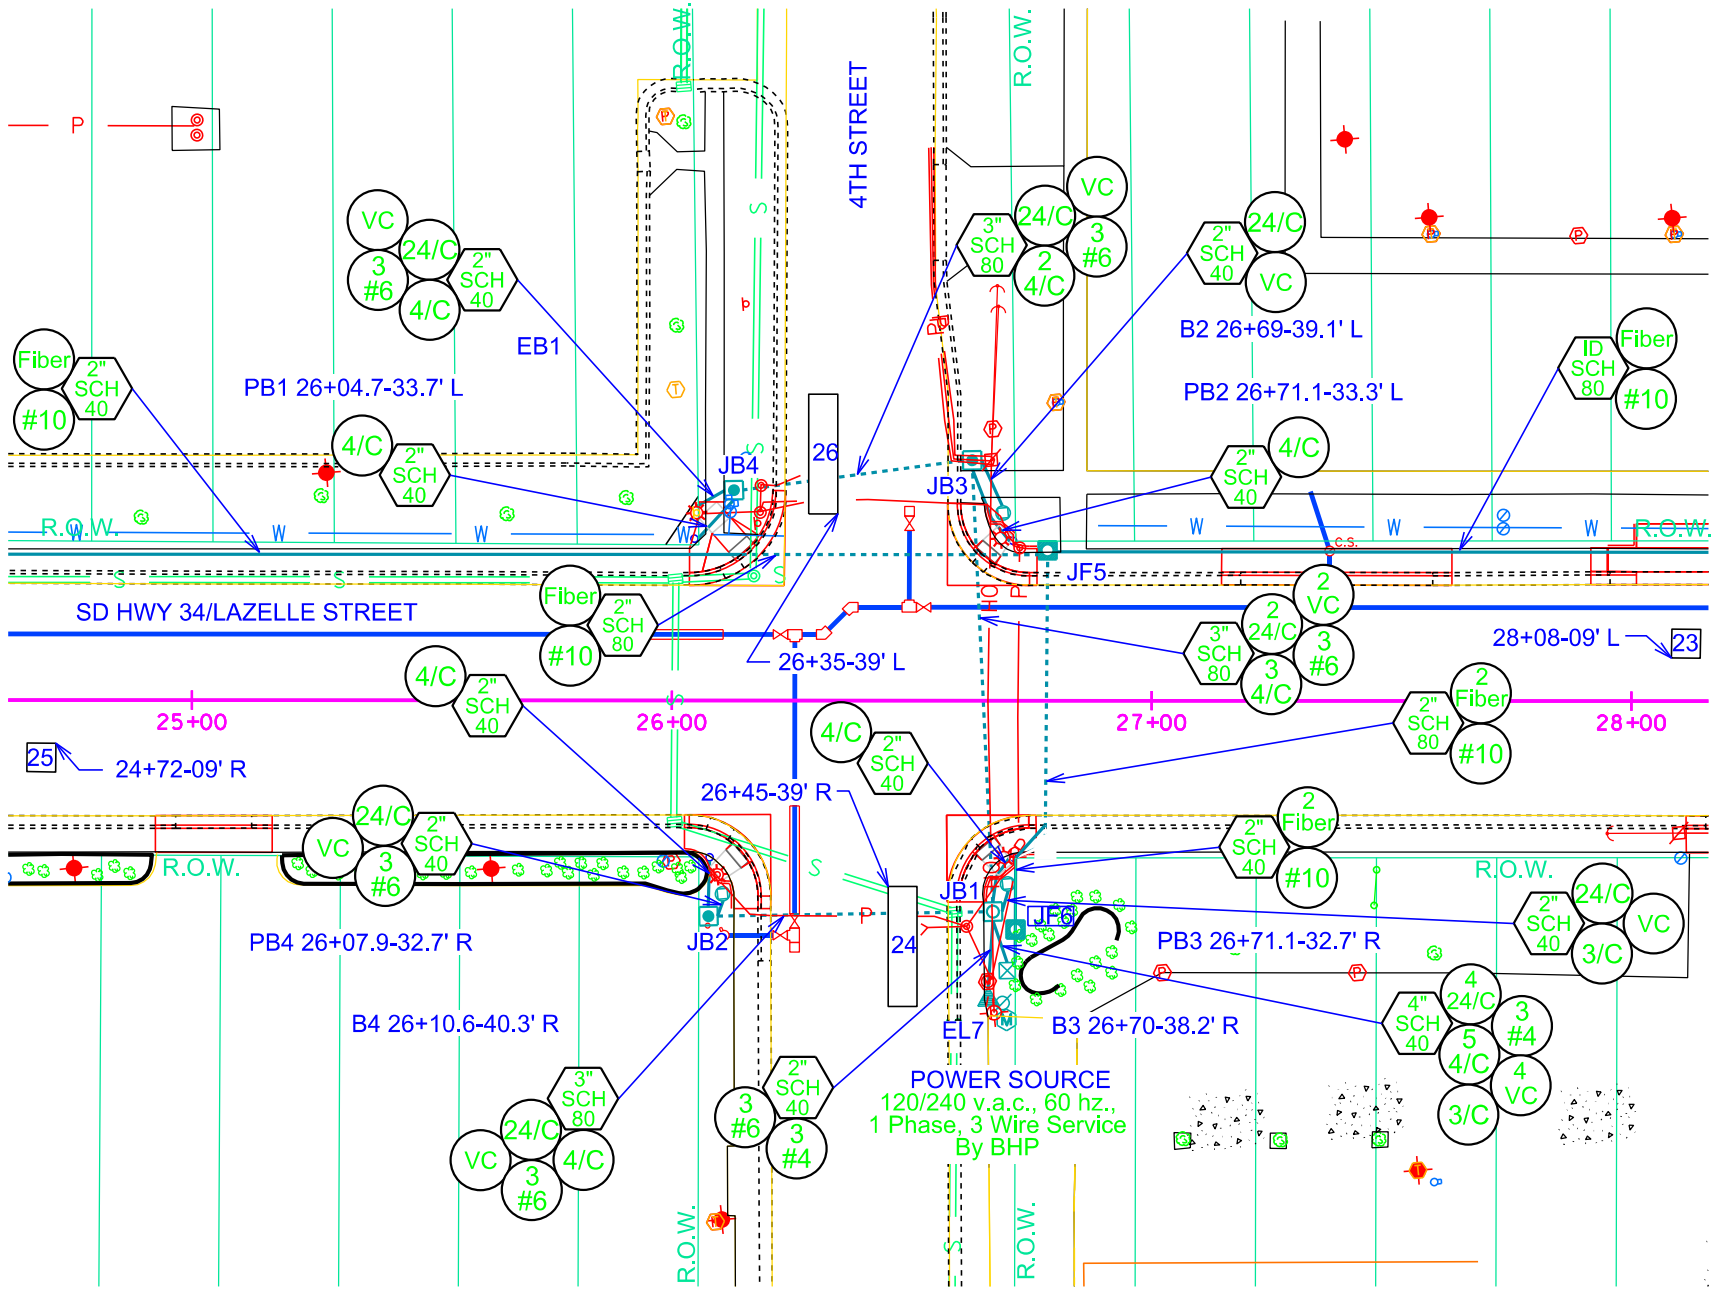 R.O.W.
R.O.W.
4TH STREET
P
P
VC
24/C
3
#6
4/C
2"
SCH
40
EB1
3"
SCH
80
24/C
VC
2
4/C
3
#6
2"
SCH
40
24/C
VC
B2 26+69-39.1' L
S
P
P
P
Fiber
#10
2"
SCH
40
PB1 26+04.7-33.7' L
PB2 26+71.1-33.3' L
ID
SCH
80
Fiber
#10
T
P
4/C
2"
SCH
40
JB4
26
JB3
2"
SCH
40
4/C
S
P
R.O.W.
W
W
W
W
W
W
W
R.O.W.
c.s.
S
S
S
JF5
SD HWY 34/LAZELLE STREET
Fiber
#10
2"
SCH
80
26+35-39' L
HO
P
3"
SCH
80
2
24/C
2
VC
3
4/C
3
#6
28+08-09' L
23
4/C
2"
SCH
40
S
25+00
26+00
27+00
28+00
2"
SCH
80
2
Fiber
#10
4/C
2"
SCH
40
25
24+72-09' R
26+45-39' R
24/C
VC
3
#6
2"
SCH
40
2"
SCH
40
2
Fiber
#10
R.O.W.
R.O.W.
S
P
JB1
JF6
JB2
24
2"
SCH
40
24/C
VC
3/C
PB4 26+07.9-32.7' R
PB3 26+71.1-32.7' R
P
P
B4 26+10.6-40.3' R
EL7
M
B3 26+70-38.2' R
4"
SCH
40
4
24/C
3
#4
5
4/C
4
VC
3/C
3"
SCH
80
24/C
VC
4/C
3
#6
2"
SCH
40
3
#6
3
#4
POWER SOURCE
120/240 v.a.c., 60 hz.,
1 Phase, 3 Wire Service
By BHP
T
R.O.W.
S
R.O.W.